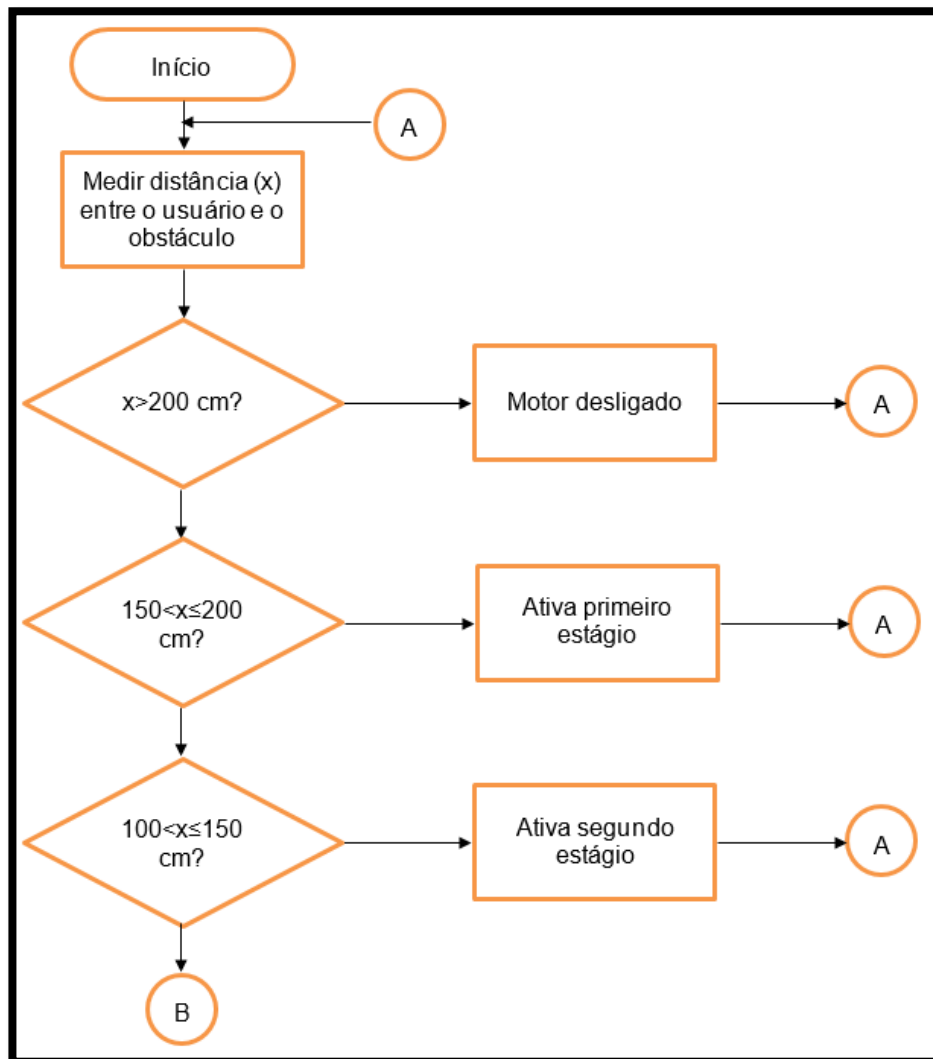 Início
A
Medir distância (x)
entre o usuário e o
obstáculo
x>200 cm?
Motor desligado
A
150<x≤200
cm?
Ativa primeiro
estágio
A
100<x≤150
cm?
Ativa segundo
estágio
A
B